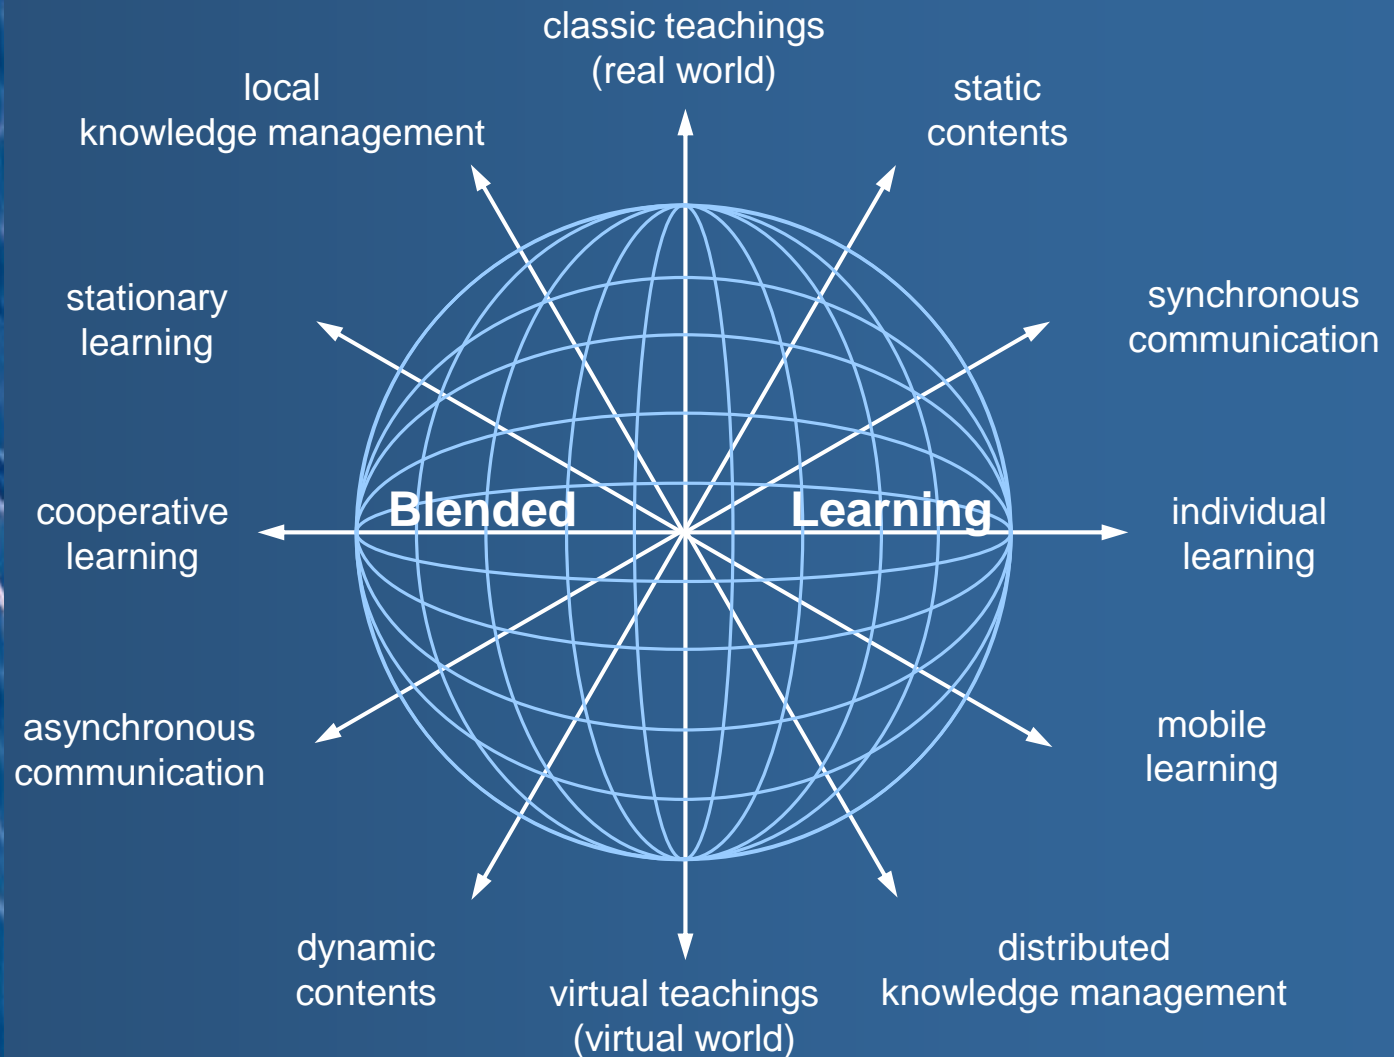 classic teachings
(real world)
local
knowledge management
static
contents
stationary
learning
synchronous
communication
Blended Learning
cooperative
learning
individual
learning
asynchronous
communication
mobile
learning
dynamic
contents
virtual teachings
(virtual world)
distributed
knowledge management